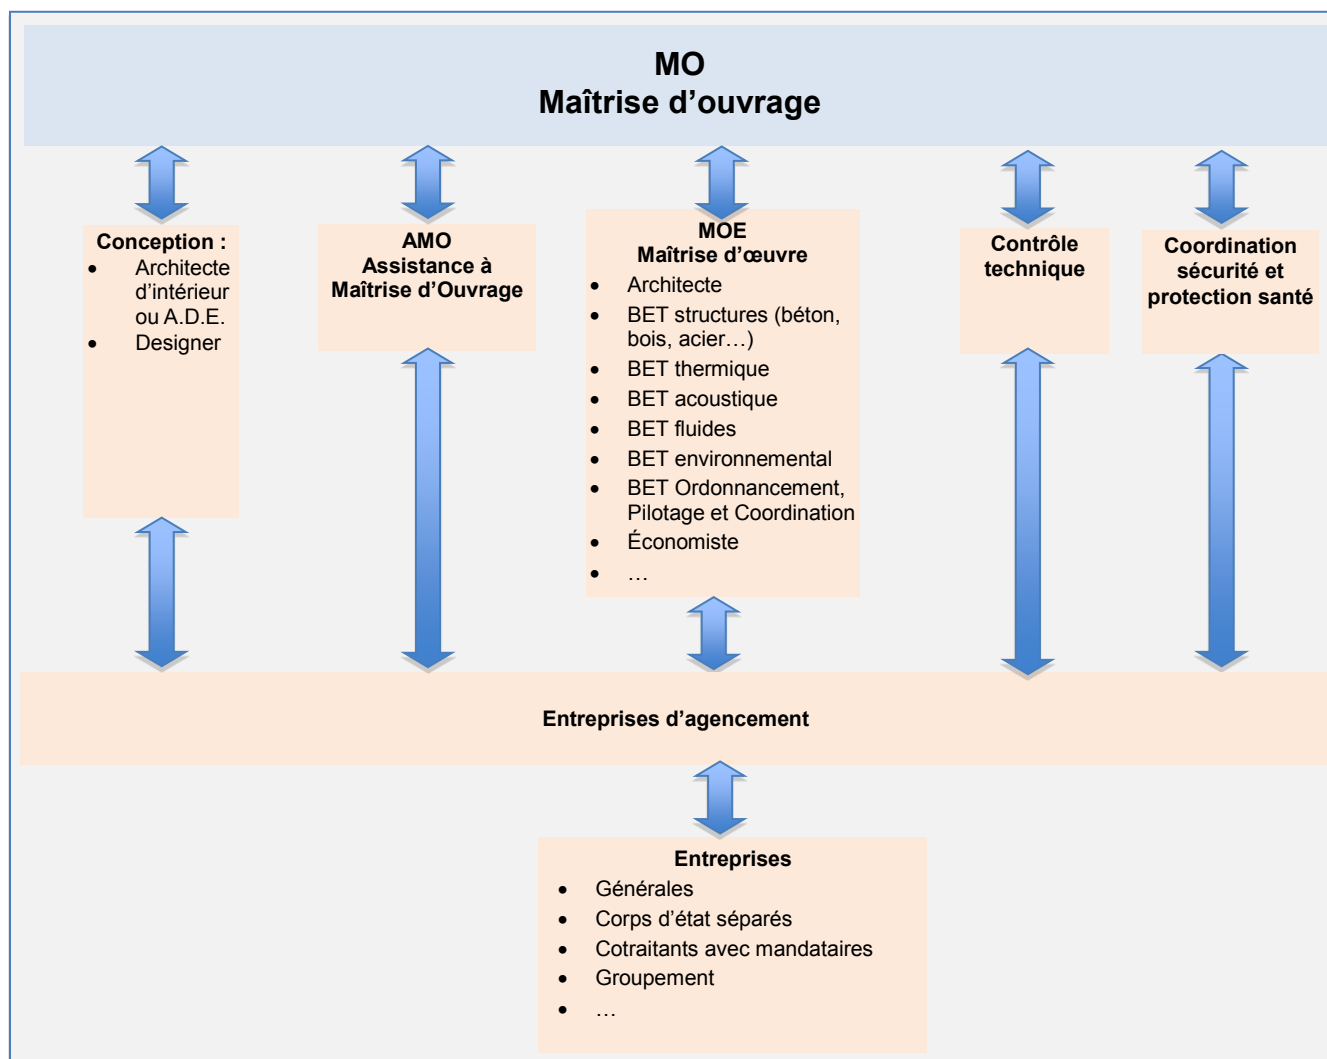 MO
Maîtrise d’ouvrage
Conception :
• Architecte
d’intérieur
ou A.D.E.
• Designer
AMO
Assistance à
Maîtrise d’Ouvrage
MOE
Maîtrise d’œuvre
• Architecte
• BET structures (béton,
bois, acier…)
• BET thermique
• BET acoustique
• BET fluides
• BET environnemental
• BET Ordonnancement,
Pilotage et Coordination
• Économiste
• …
Contrôle
technique
Coordination
sécurité et
protection santé
Entreprises d’agencement
Entreprises
• Générales
• Corps d’état séparés
• Cotraitants avec mandataires
• Groupement
• …